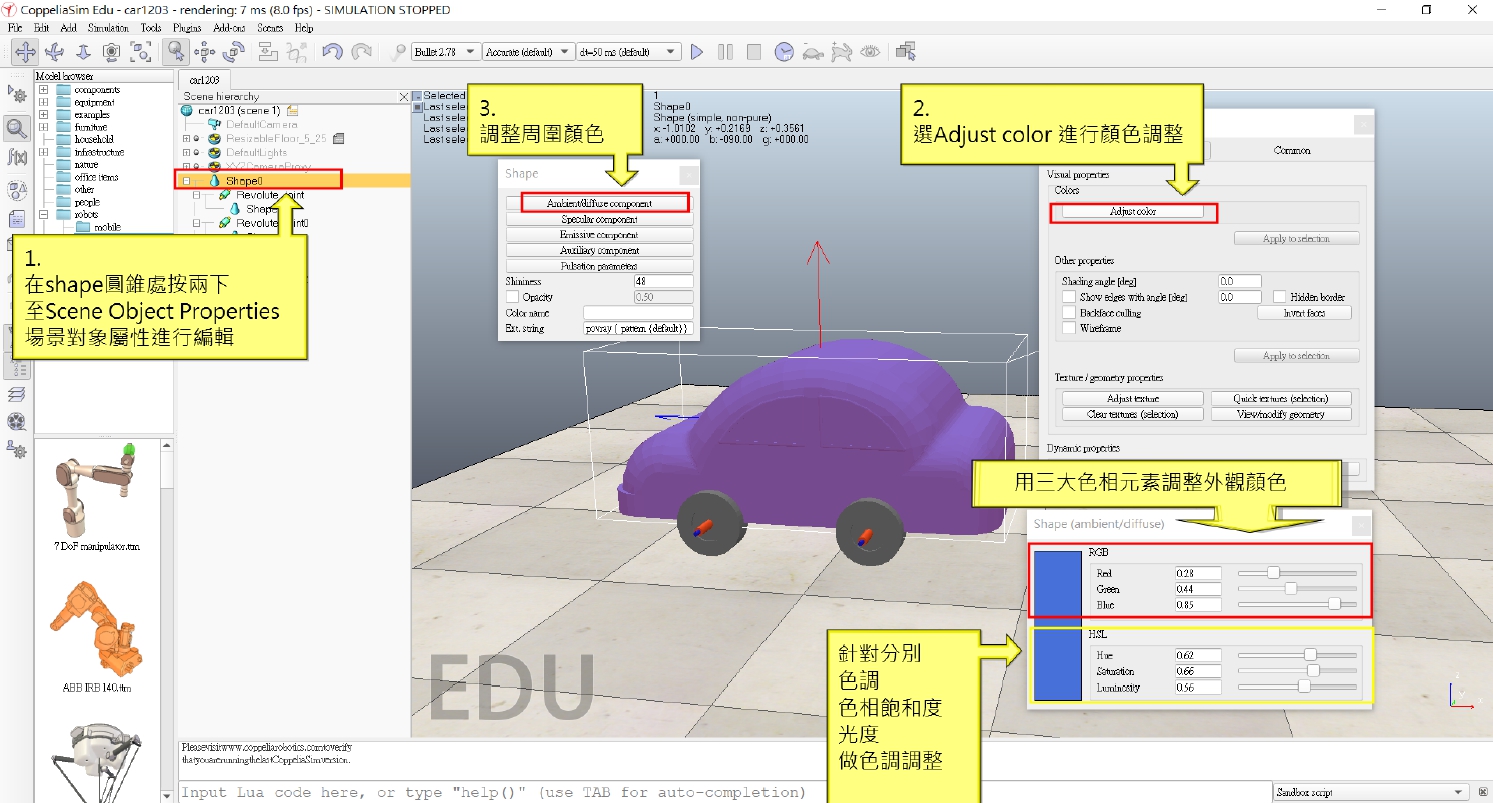 CoppeliaSim Edu - car1203 - rendering: 7 ms (8.0 fps) - SIMULATION STOPPED
File Edit Add Simulation Tools Plugins Add-ons Scenes Help
Bullet 2.78 Accurate (default) dt=50 ms (default)
Model browser
components
equipment
examples
furniture
household
infrastructure
nature
office items
other
people
robots
mobile
7 DoF manipulator.ttm
ABB IRB 140.ttm
car1203
Scene hierarchy
car1203 (scene 1)
DefaultCamera
ResizableFloor_5_25
DefaultLights
XYZCameraProxy
Shape0
Revolute
Shape
Revolute
1.
在shape圓錐處按兩下
至Scene Object Properties
場景對象屬性進行編輯
Selected
Last sele
Last sele
Last sele
Last sele
1
Shape0
Shape (simple, non-pure)
x: -1.0102 y: +0.2169 z: +0.3561
a: +000.00 b: -090.00 g: +000.00
3.
調整周圍顏色
Shape
Ambient/diffuse component
Specular component
Emissive component
Auxiliary component
Pulsation parameters
Shininess 48
Opacity 0.50
Color name
Ext. string povray { pattern {default} }
2.
選Adjust color 進行顏色調整
Common
Visual properties
Colors
Adjust color
Apply to selection
Other properties
Shading angle [deg] 0.0
Show edges with angle [deg] 0.0 Hidden border
Backface culling Invert faces
Wireframe
Apply to selection
Texture / geometry properties
Adjust texture Quick textures (selection)
Clear textures (selection) View/modify geometry
Dynamic properties
用三大色相元素調整外觀顏色
Shape (ambient/diffuse)
RGB
Red 0.28
Green 0.44
Blue 0.85
HSL
Hue 0.62
Saturation 0.66
Luminosity 0.56
針對分別
色調
色相飽和度
光度
做色調調整
EDU
Please visit www.coppeliarobotics.com to verify
that you are running the last CoppeliaSim version.
Input Lua code here, or type "help()" (use TAB for auto-completion)
Sandbox script